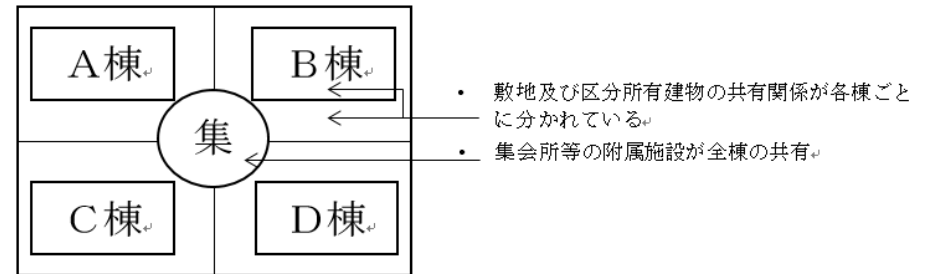 A棟
B棟
集
C棟
D棟
・ 敷地及び区分所有建物の共有関係が各棟ごと
に分かれている
・ 集会所等の附属施設が全棟の共有